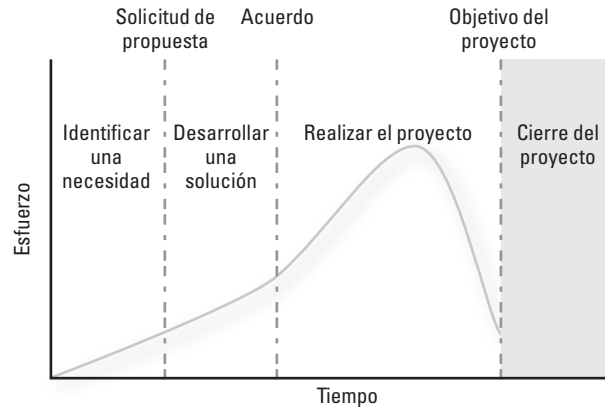 Solicitud de
propuesta
Acuerdo
Objetivo del
proyecto
Identificar
una
necesidad
Desarrollar
una
solución
Realizar el proyecto
Cierre del
proyecto
Esfuerzo
Tiempo